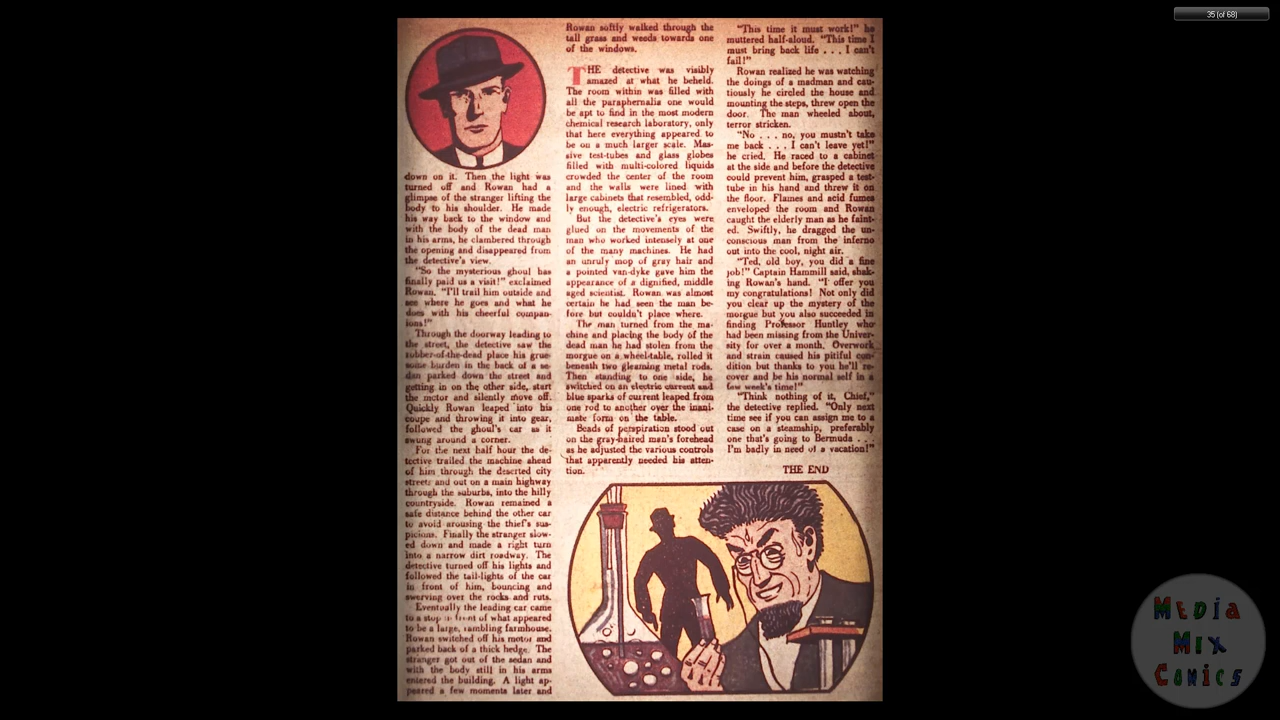 35 (of 68)
down on it. Then the light was
turned off and Rowan had a
glimpse of the stranger lifting the
body to his shoulder. He made
his way back to the window and
with the body of the dead man
in his arms, he clambered through
the opening and disappeared from
the detective's view.
"So the mysterious ghoul has
finally paid us a visit!" exclaimed
Rowan, "I'll trail him outside and
see where he goes and what he
does with his cheerful compan-
ions!"
Through the doorway leading to
the street, the detective saw the
robber-of-the-dead place his grue-
some burden in the back of a se-
dan parked down the street and
getting in on the other side, start
the motor and silently move off.
Quickly Rowan leaped into his
coupe and throwing it into gear,
followed the ghoul's car as it
swung around a corner.
For the next half hour the de-
tective trailed the machine ahead
of him through the deserted city
streets and out on a main highway
through the suburbs, into the hilly
countryside. Rowan remained a
safe distance behind the other car
to avoid arousing the thief's sus-
picions. Finally the stranger slow-
ed down and made a right turn
into a narrow dirt roadway. The
detective turned off his lights and
followed the tail-lights of the car
in front of him, bouncing and
swerving over the rocks and ruts.
Eventually the leading car came
to a stop in front of what appeared
to be a large, rambling farmhouse.
Rowan switched off his motor and
parked back of a thick hedge. The
stranger got out of the sedan and
with the body still in his arms
entered the building. A light ap-
peared a few moments later and
Rowan softly walked through the
tall grass and weeds towards one
of the windows.
THE detective was visibly
amazed at what he beheld.
The room within was filled with
all the paraphernalia one would
be apt to find in the most modern
chemical research laboratory, only
that here everything appeared to
be on a much larger scale. Mas-
sive test-tubes and glass globes
filled with multi-colored liquids
crowded the center of the room
and the walls were lined with
large cabinets that resembled, odd-
ly enough, electric refrigerators.
But the detective's eyes were
glued on the movements of the
man who worked intensely at one
of the many machines. He had
an unruly mop of gray hair and
a pointed van-dyke gave him the
appearance of a dignified, middle
aged scientist. Rowan was almost
certain he had seen the man be-
fore but couldn't place where.
The man turned from the ma-
chine and placing the body of the
dead man he had stolen from the
morgue on a wheel-table, rolled it
beneath two gleaming metal rods.
Then standing to one side, he
switched on an electric current and
blue sparks of current leaped from
one rod to another over the inani-
mate form on the table.
Beads of perspiration stood out
on the gray-haired man's forehead
as he adjusted the various controls
that apparently needed his atten-
tion.
"This time it must work!" he
muttered half-aloud. "This time I
must bring back life . . . I can't
fail!"
Rowan realized he was watching
the doings of a madman and cau-
tiously he circled the house and
mounting the steps, threw open the
door. The man wheeled about,
terror stricken.
"No . . . no, you mustn't take
me back . . . I can't leave yet!"
he cried. He raced to a cabinet
at the side and before the detective
could prevent him, grasped a test-
tube in his hand and threw it on
the floor. Flames and acid fumes
enveloped the room and Rowan
caught the elderly man as he faint-
ed. Swiftly, he dragged the un-
conscious man from the inferno
out into the cool, night air.
"Ted, old boy, you did a fine
job!" Captain Hammill said, shak-
ing Rowan's hand. "I offer you
my congratulations! Not only did
you clear up the mystery of the
morgue but you also succeeded in
finding Professor Huntley who
had been missing from the Univer-
sity for over a month. Overwork
and strain caused his pitiful con-
dition but thanks to you he'll re-
cover and be his normal self in a
few week's time!"
"Think nothing of it, Chief,"
the detective replied. "Only next
time see if you can assign me to a
case on a steamship, preferably
one that's going to Bermuda . . .
I'm badly in need of a vacation!"
THE END
MEDiA
MiX
COMiCS